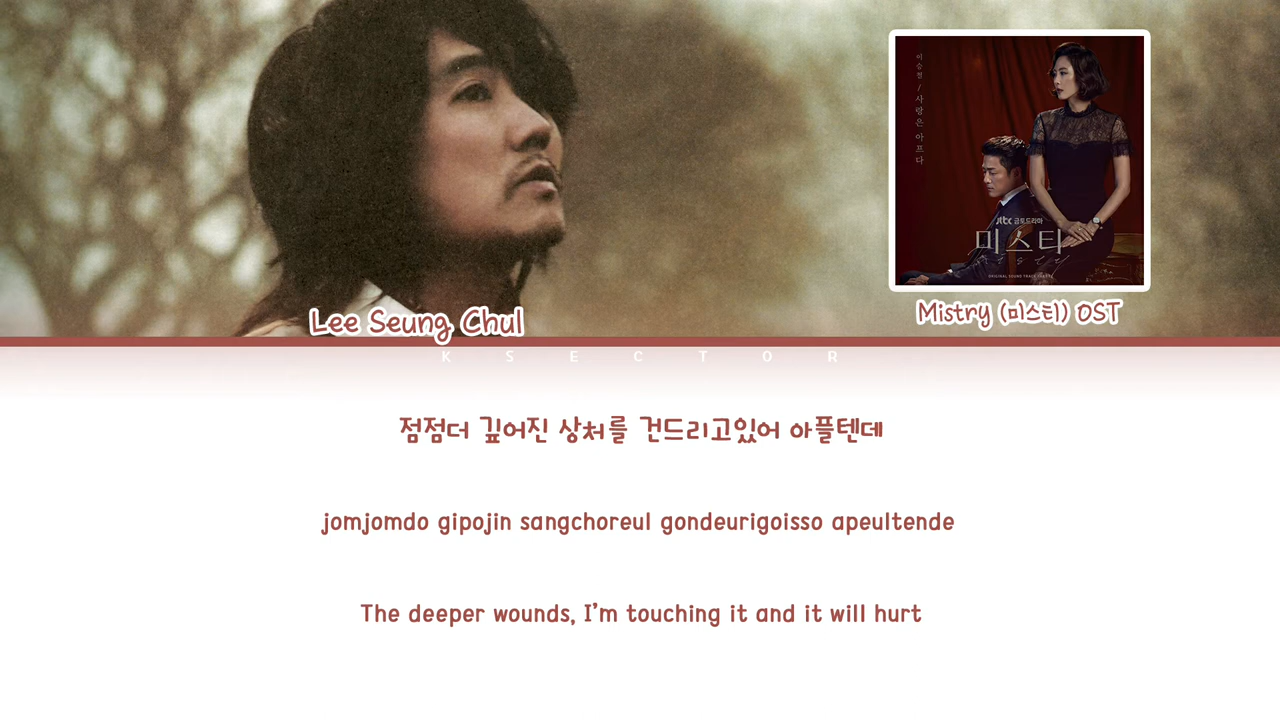 이승철 / 사랑은 아프다
jtbc 금토드라마
미스티
ORIGINAL SOUND TRACK
Lee Seung Chul
Mistry (미스티) OST
K S E C T O R
점점더 깊어진 상처를 건드리고있어 아플텐데
jomjomdo gipojin sangchoreul gondeurigoisso apeultende
The deeper wounds, I'm touching it and it will hurt